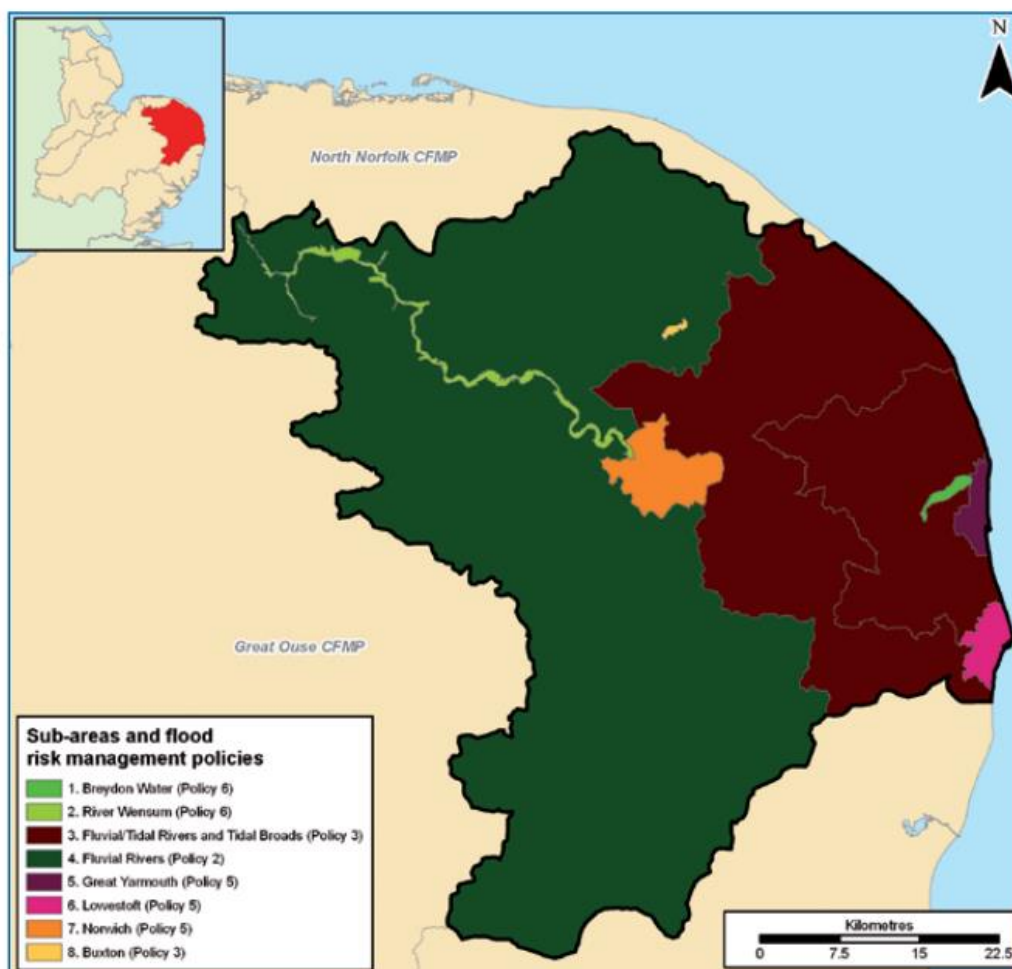 N
North Norfolk CFMP
Great Ouse CFMP
Sub-areas and flood
risk management policies
1. Breydon Water (Policy 6)
2. River Wensum (Policy 6)
3. Fluvial/Tidal Rivers and Tidal Broads (Policy 3)
4. Fluvial Rivers (Policy 2)
5. Great Yarmouth (Policy 5)
6. Lowestoft (Policy 5)
7. Norwich (Policy 5)
8. Buxton (Policy 3)
Kilometres
0 7.5 15 22.5